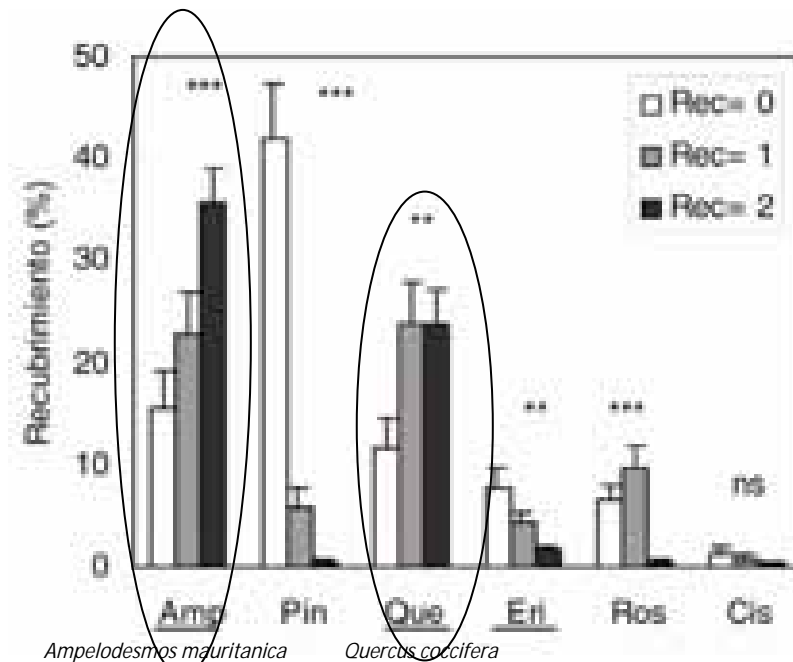 50
***
***
Rec= 0
Rec= 1
Rec= 2
40
30
**
20
**
***
10
ns
0
Recubrimiento (%)
Amp Pin Que Eri Ros Cis
Ampelodesmos mauritanica Quercus coccifera